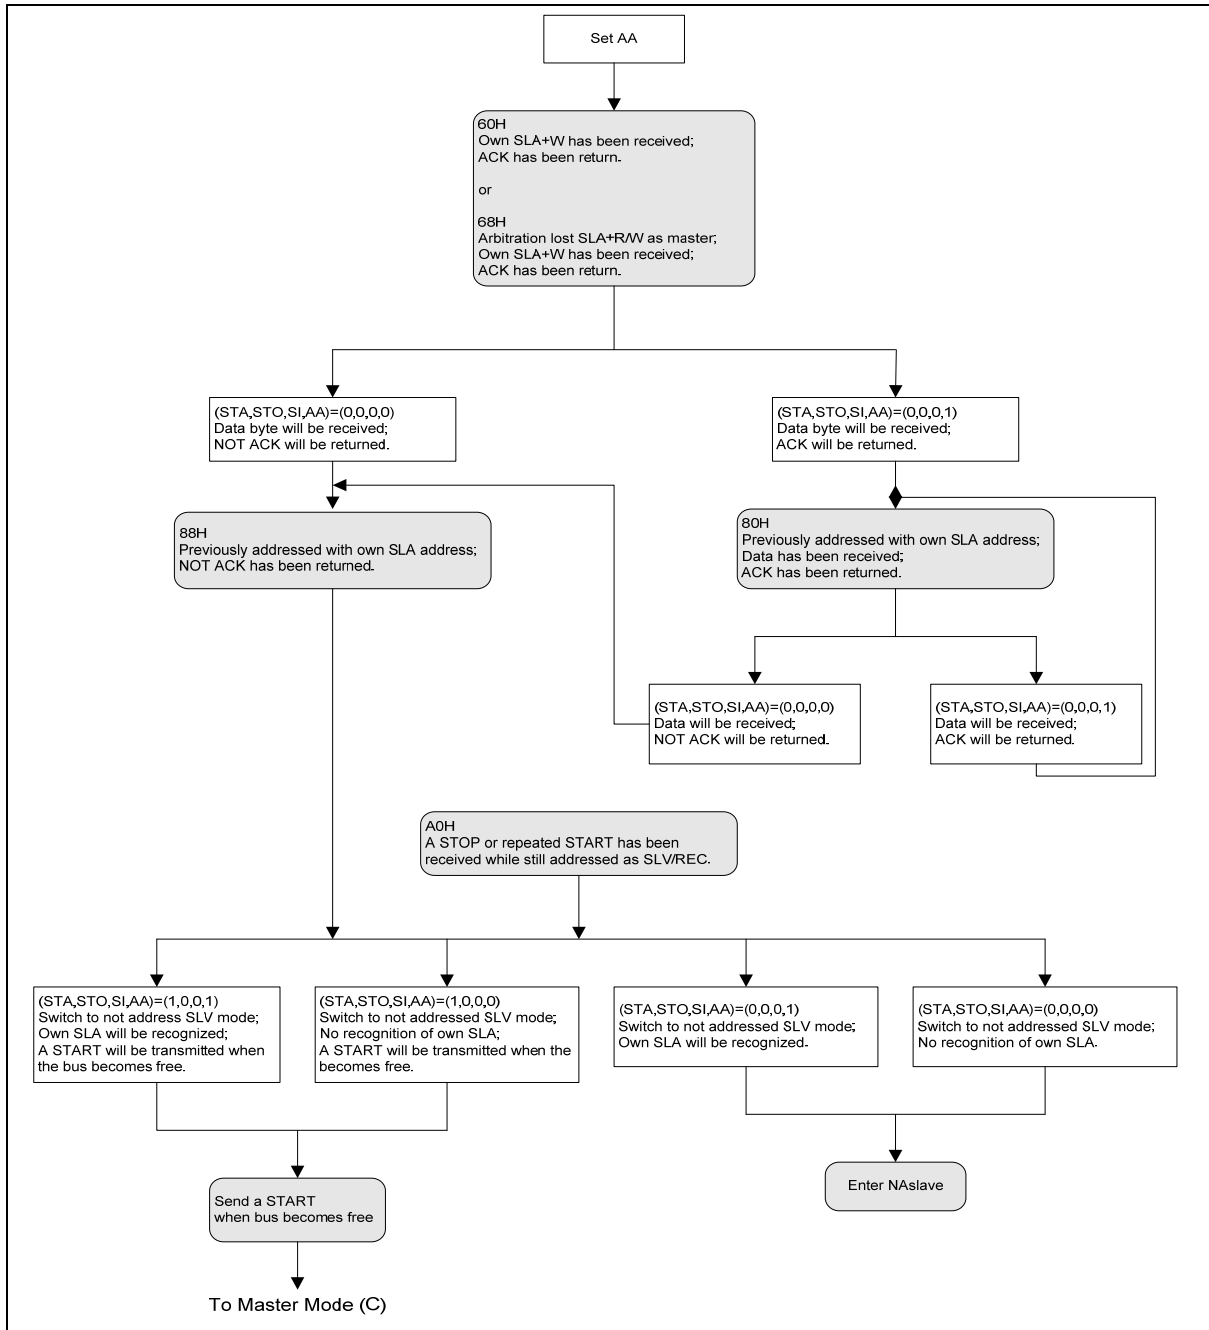 Set AA
60H
Own SLA+W has been received;
ACK has been return.
or
68H
Arbitration lost SLA+R/W as master;
Own SLA+W has been received;
ACK has been return.
(STA,STO,SI,AA)=(0,0,0,0)
Data byte will be received;
NOT ACK will be returned.
(STA,STO,SI,AA)=(0,0,0,1)
Data byte will be received;
ACK will be returned.
88H
Previously addressed with own SLA address;
NOT ACK has been returned.
80H
Previously addressed with own SLA address;
Data has been received;
ACK has been returned.
(STA,STO,SI,AA)=(0,0,0,0)
Data will be received;
NOT ACK will be returned.
(STA,STO,SI,AA)=(0,0,0,1)
Data will be received;
ACK will be returned.
A0H
A STOP or repeated START has been
received while still addressed as SLV/REC.
(STA,STO,SI,AA)=(1,0,0,1)
Switch to not address SLV mode;
Own SLA will be recognized;
A START will be transmitted when
the bus becomes free.
(STA,STO,SI,AA)=(1,0,0,0)
Switch to not addressed SLV mode;
No recognition of own SLA;
A START will be transmitted when the
becomes free.
(STA,STO,SI,AA)=(0,0,0,1)
Switch to not addressed SLV mode;
Own SLA will be recognized.
(STA,STO,SI,AA)=(0,0,0,0)
Switch to not addressed SLV mode;
No recognition of own SLA.
Send a START
when bus becomes free
Enter NAslave
To Master Mode (C)